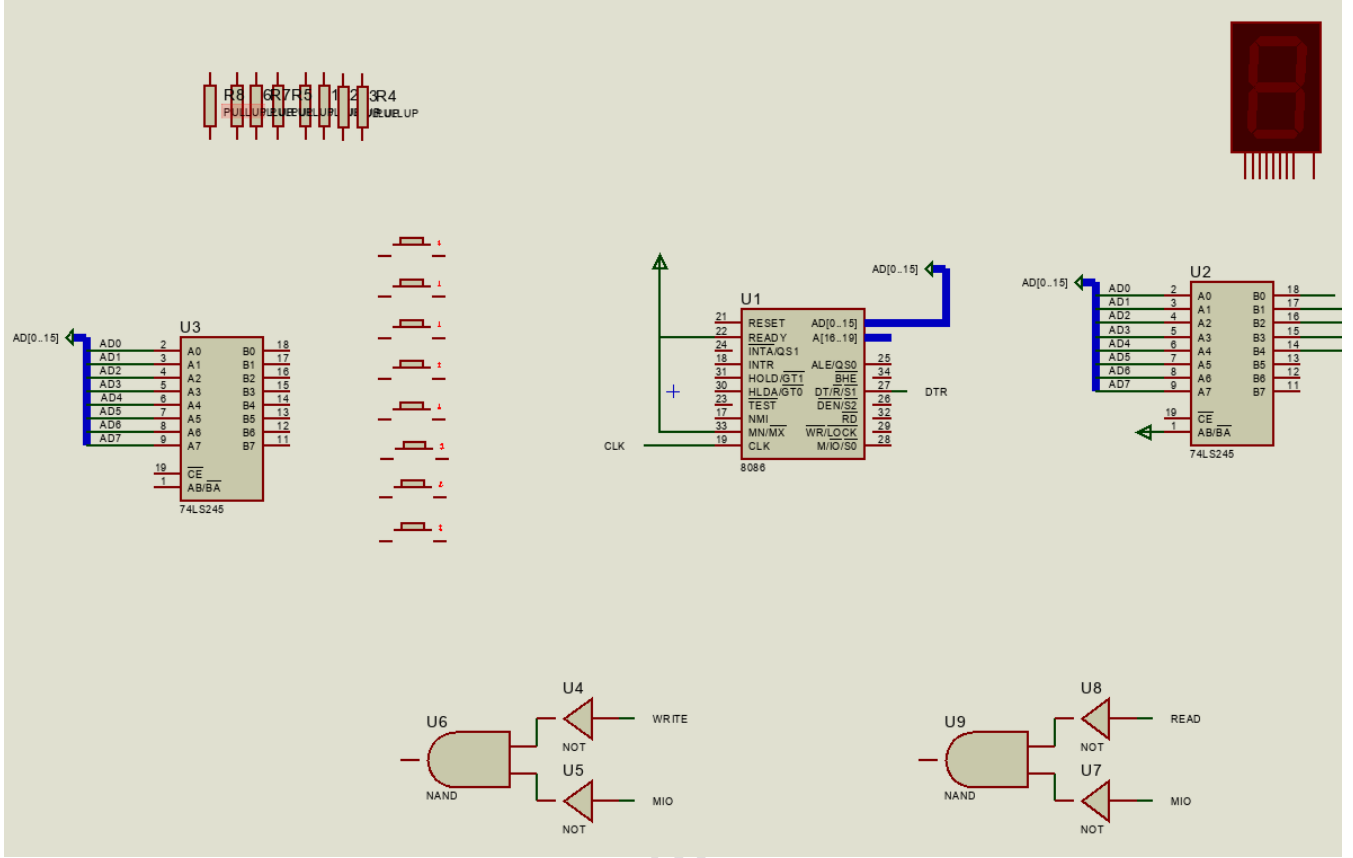 R8 6 R7 R5 1 2 3 R4
PULLUP
AD[0..15]
U3
AD0 2 A0 B0 18
AD1 3 A1 B1 17
AD2 4 A2 B2 16
AD3 5 A3 B3 15
AD4 6 A4 B4 14
AD5 7 A5 B5 13
AD6 8 A6 B6 12
AD7 9 A7 B7 11
19 CE
1 AB/BA
74LS245
U1
AD[0..15]
21 RESET AD[0..15]
22 READY A[16..19]
24 INTA/QS1
18 INTR ALE/QS0 25
31 HOLD/GT1 BHE 34
30 HLDA/GT0 DT/R/S1 27 DTR
23 TEST DEN/S2 26
17 NMI RD 32
33 MN/MX WR/LOCK 29
CLK 19 CLK M/IO/S0 28
8086
AD[0..15]
U2
AD0 2 A0 B0 18
AD1 3 A1 B1 17
AD2 4 A2 B2 16
AD3 5 A3 B3 15
AD4 6 A4 B4 14
AD5 7 A5 B5 13
AD6 8 A6 B6 12
AD7 9 A7 B7 11
19 CE
1 AB/BA
74LS245
U4
WRITE
NOT
U6
NAND
U5
MIO
NOT
U8
READ
NOT
U9
NAND
U7
MIO
NOT